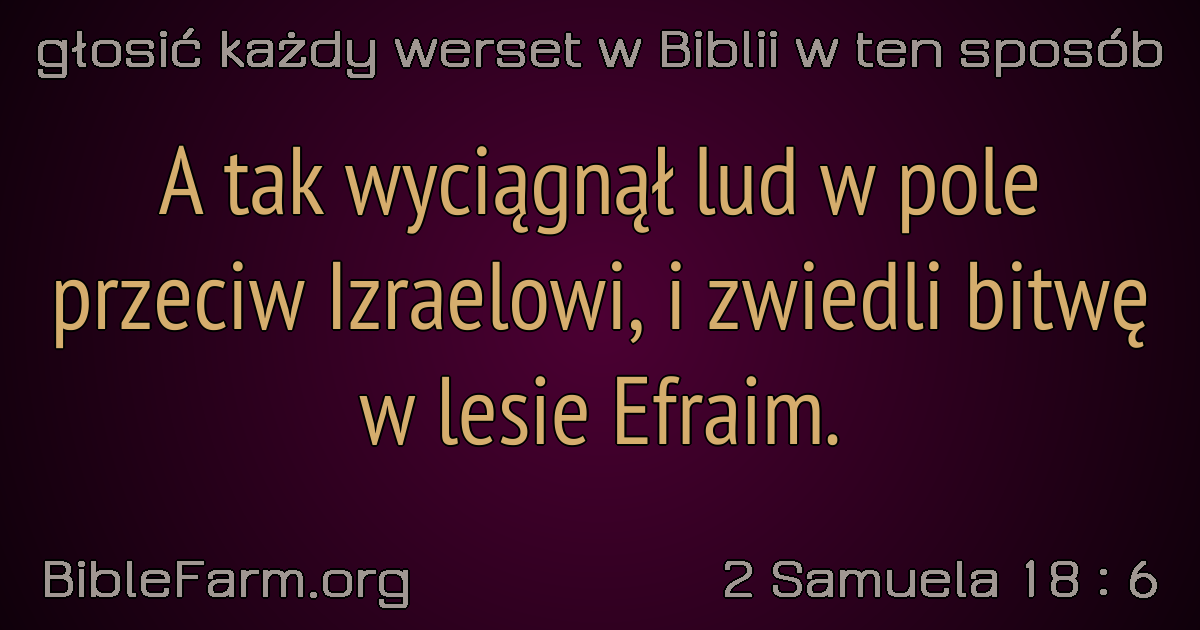 głosić każdy werset w Biblii w ten sposób
A tak wyciągnął lud w pole
przeciw Izraelowi, i zwiedli bitwę
w lesie Efraim.
BibleFarm.org
2 Samuela 18 : 6